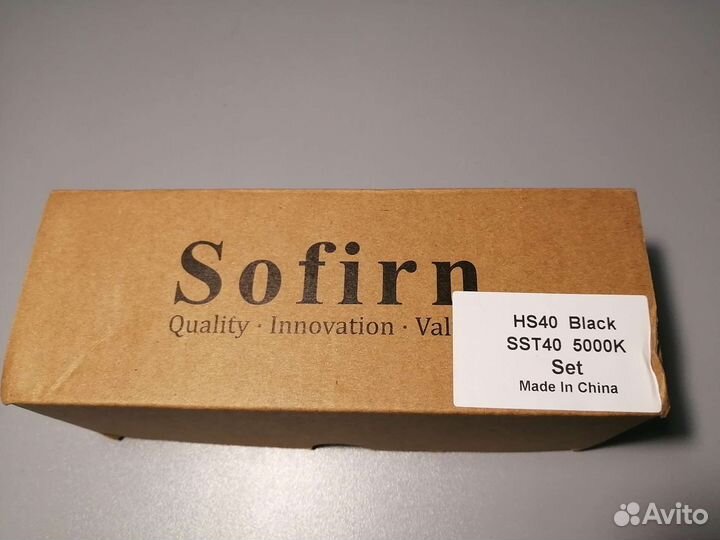 Sofirn
Quality · Innovation · Val
HS40 Black
SST40 5000K
Set
Made In China
Avito